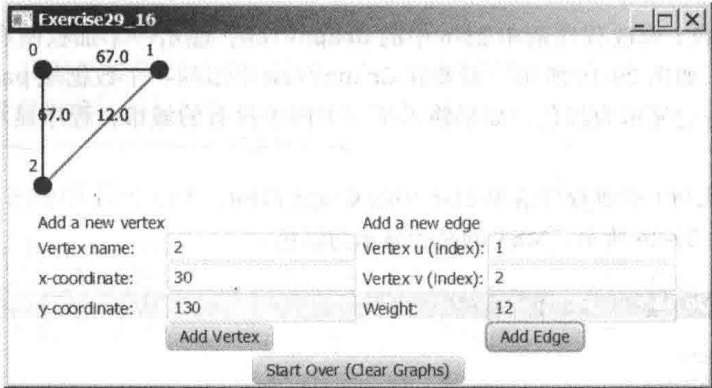 Exercise29_16
0 67.0 1
67.0 12.0
2
Add a new vertex
Vertex name: 2
x-coordinate: 30
y-coordinate: 130
Add Vertex
Add a new edge
Vertex u (index): 1
Vertex v (index): 2
Weight: 12
Add Edge
Start Over (Clear Graphs)